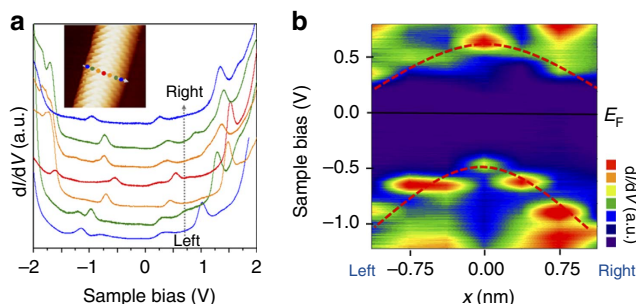 a
dI/dV (a.u.)
Right
Left
−2 −1 0 1 2
Sample bias (V)
b
Sample bias (V)
0.5
0.0
−0.5
−1.0
E_F
dI/dV (a.u.)
Left −0.75 0.00 0.75 Right
x (nm)